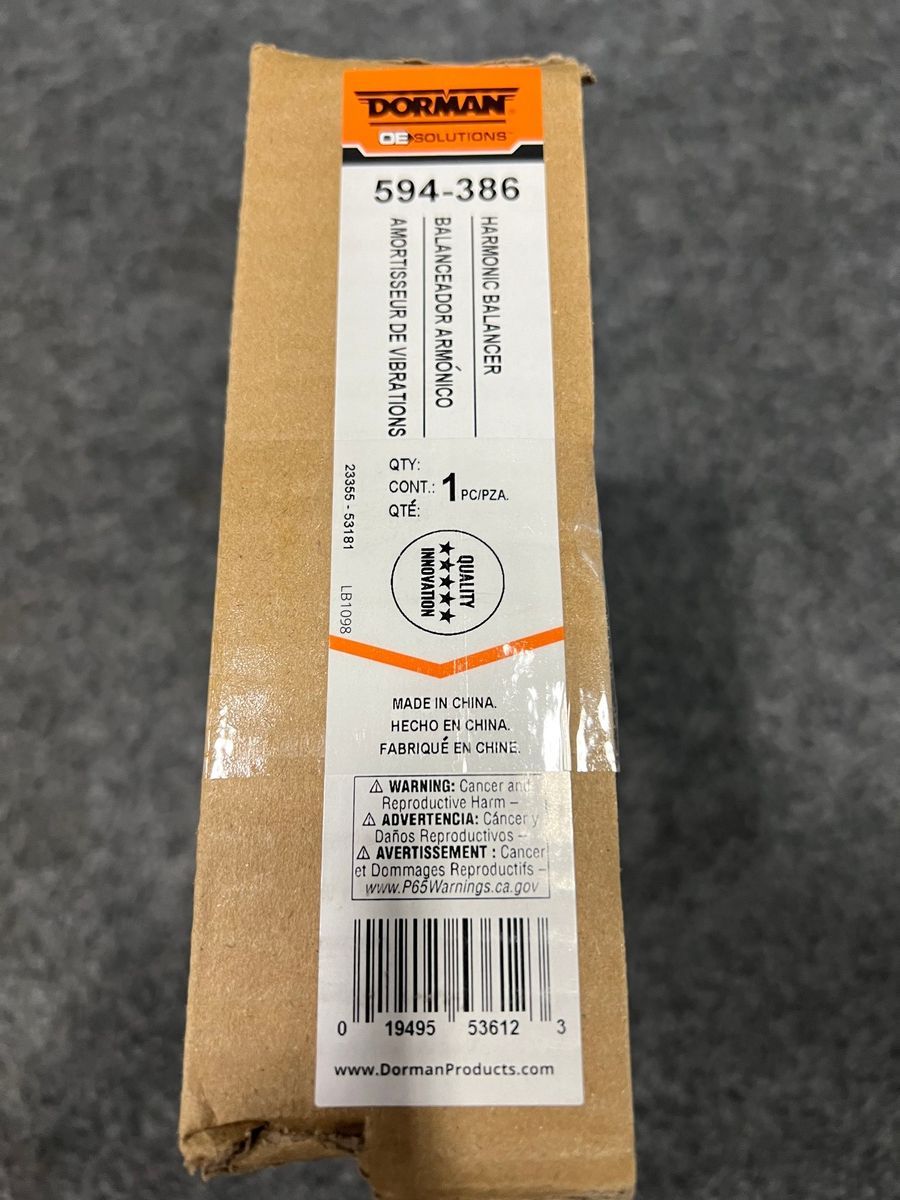 DORMAN
OE SOLUTIONS™
594-386
HARMONIC BALANCER
BALANCEADOR ARMÓNICO
AMORTISSEUR DE VIBRATIONS
QTY:
CONT.: 1 PC/PZA.
QTÉ:
23355 - 53181
LB1098
QUALITY
★★★★★
INNOVATION
MADE IN CHINA.
HECHO EN CHINA.
FABRIQUÉ EN CHINE.
⚠ WARNING: Cancer and
Reproductive Harm –
⚠ ADVERTENCIA: Cáncer y
Daños Reproductivos –
⚠ AVERTISSEMENT : Cancer
et Dommages Reproductifs –
www.P65Warnings.ca.gov
0 19495 53612 3
www.DormanProducts.com